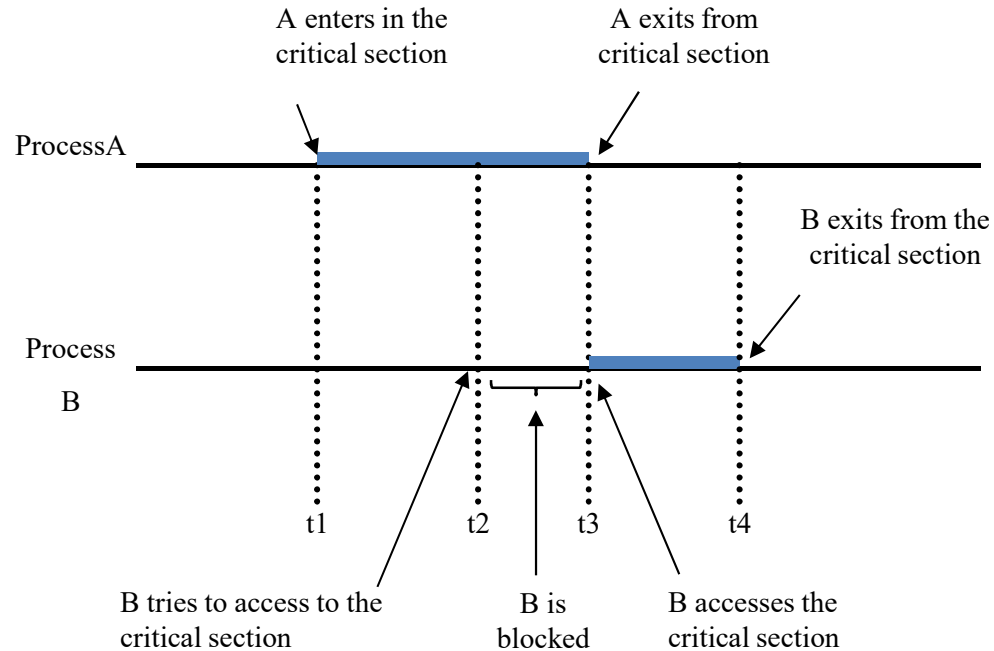 A enters in the
critical section
A exits from
critical section
ProcessA
B exits from the
critical section
Process
B
t1
t2
t3
t4
B tries to access to the
critical section
B is
blocked
B accesses the
critical section